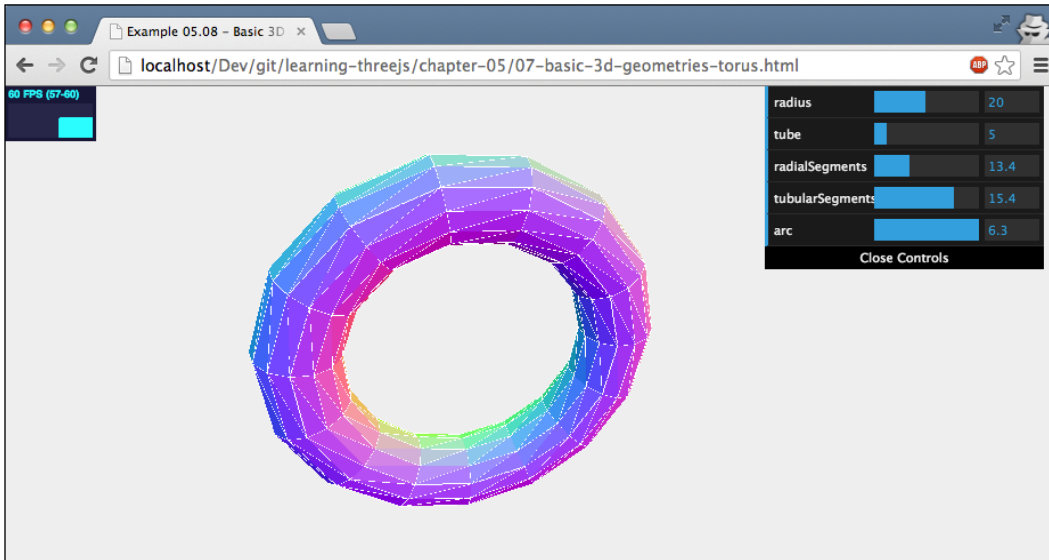 Example 05.08 - Basic 3D
localhost/Dev/git/learning-threejs/chapter-05/07-basic-3d-geometries-torus.html
ABP
60 FPS (57-60)
radius 20
tube 5
radialSegments 13.4
tubularSegments 15.4
arc 6.3
Close Controls